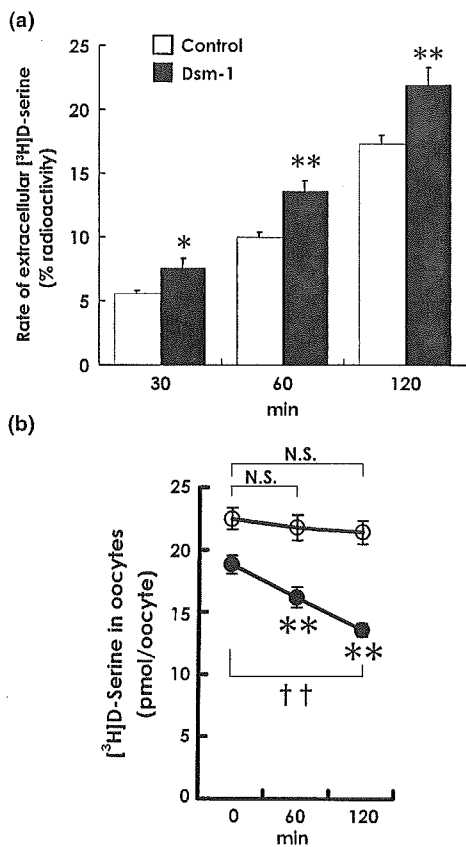 (a)
Control
Dsm-1
Rate of extracellular [³H]D-serine
(% radioactivity)
25
20
15
10
5
0
*
**
**
30
60
120
min
(b)
N.S.
N.S.
[³H]D-Serine in oocytes
(pmol/oocyte)
25
20
15
10
5
0
**
**
††
0
60
120
min